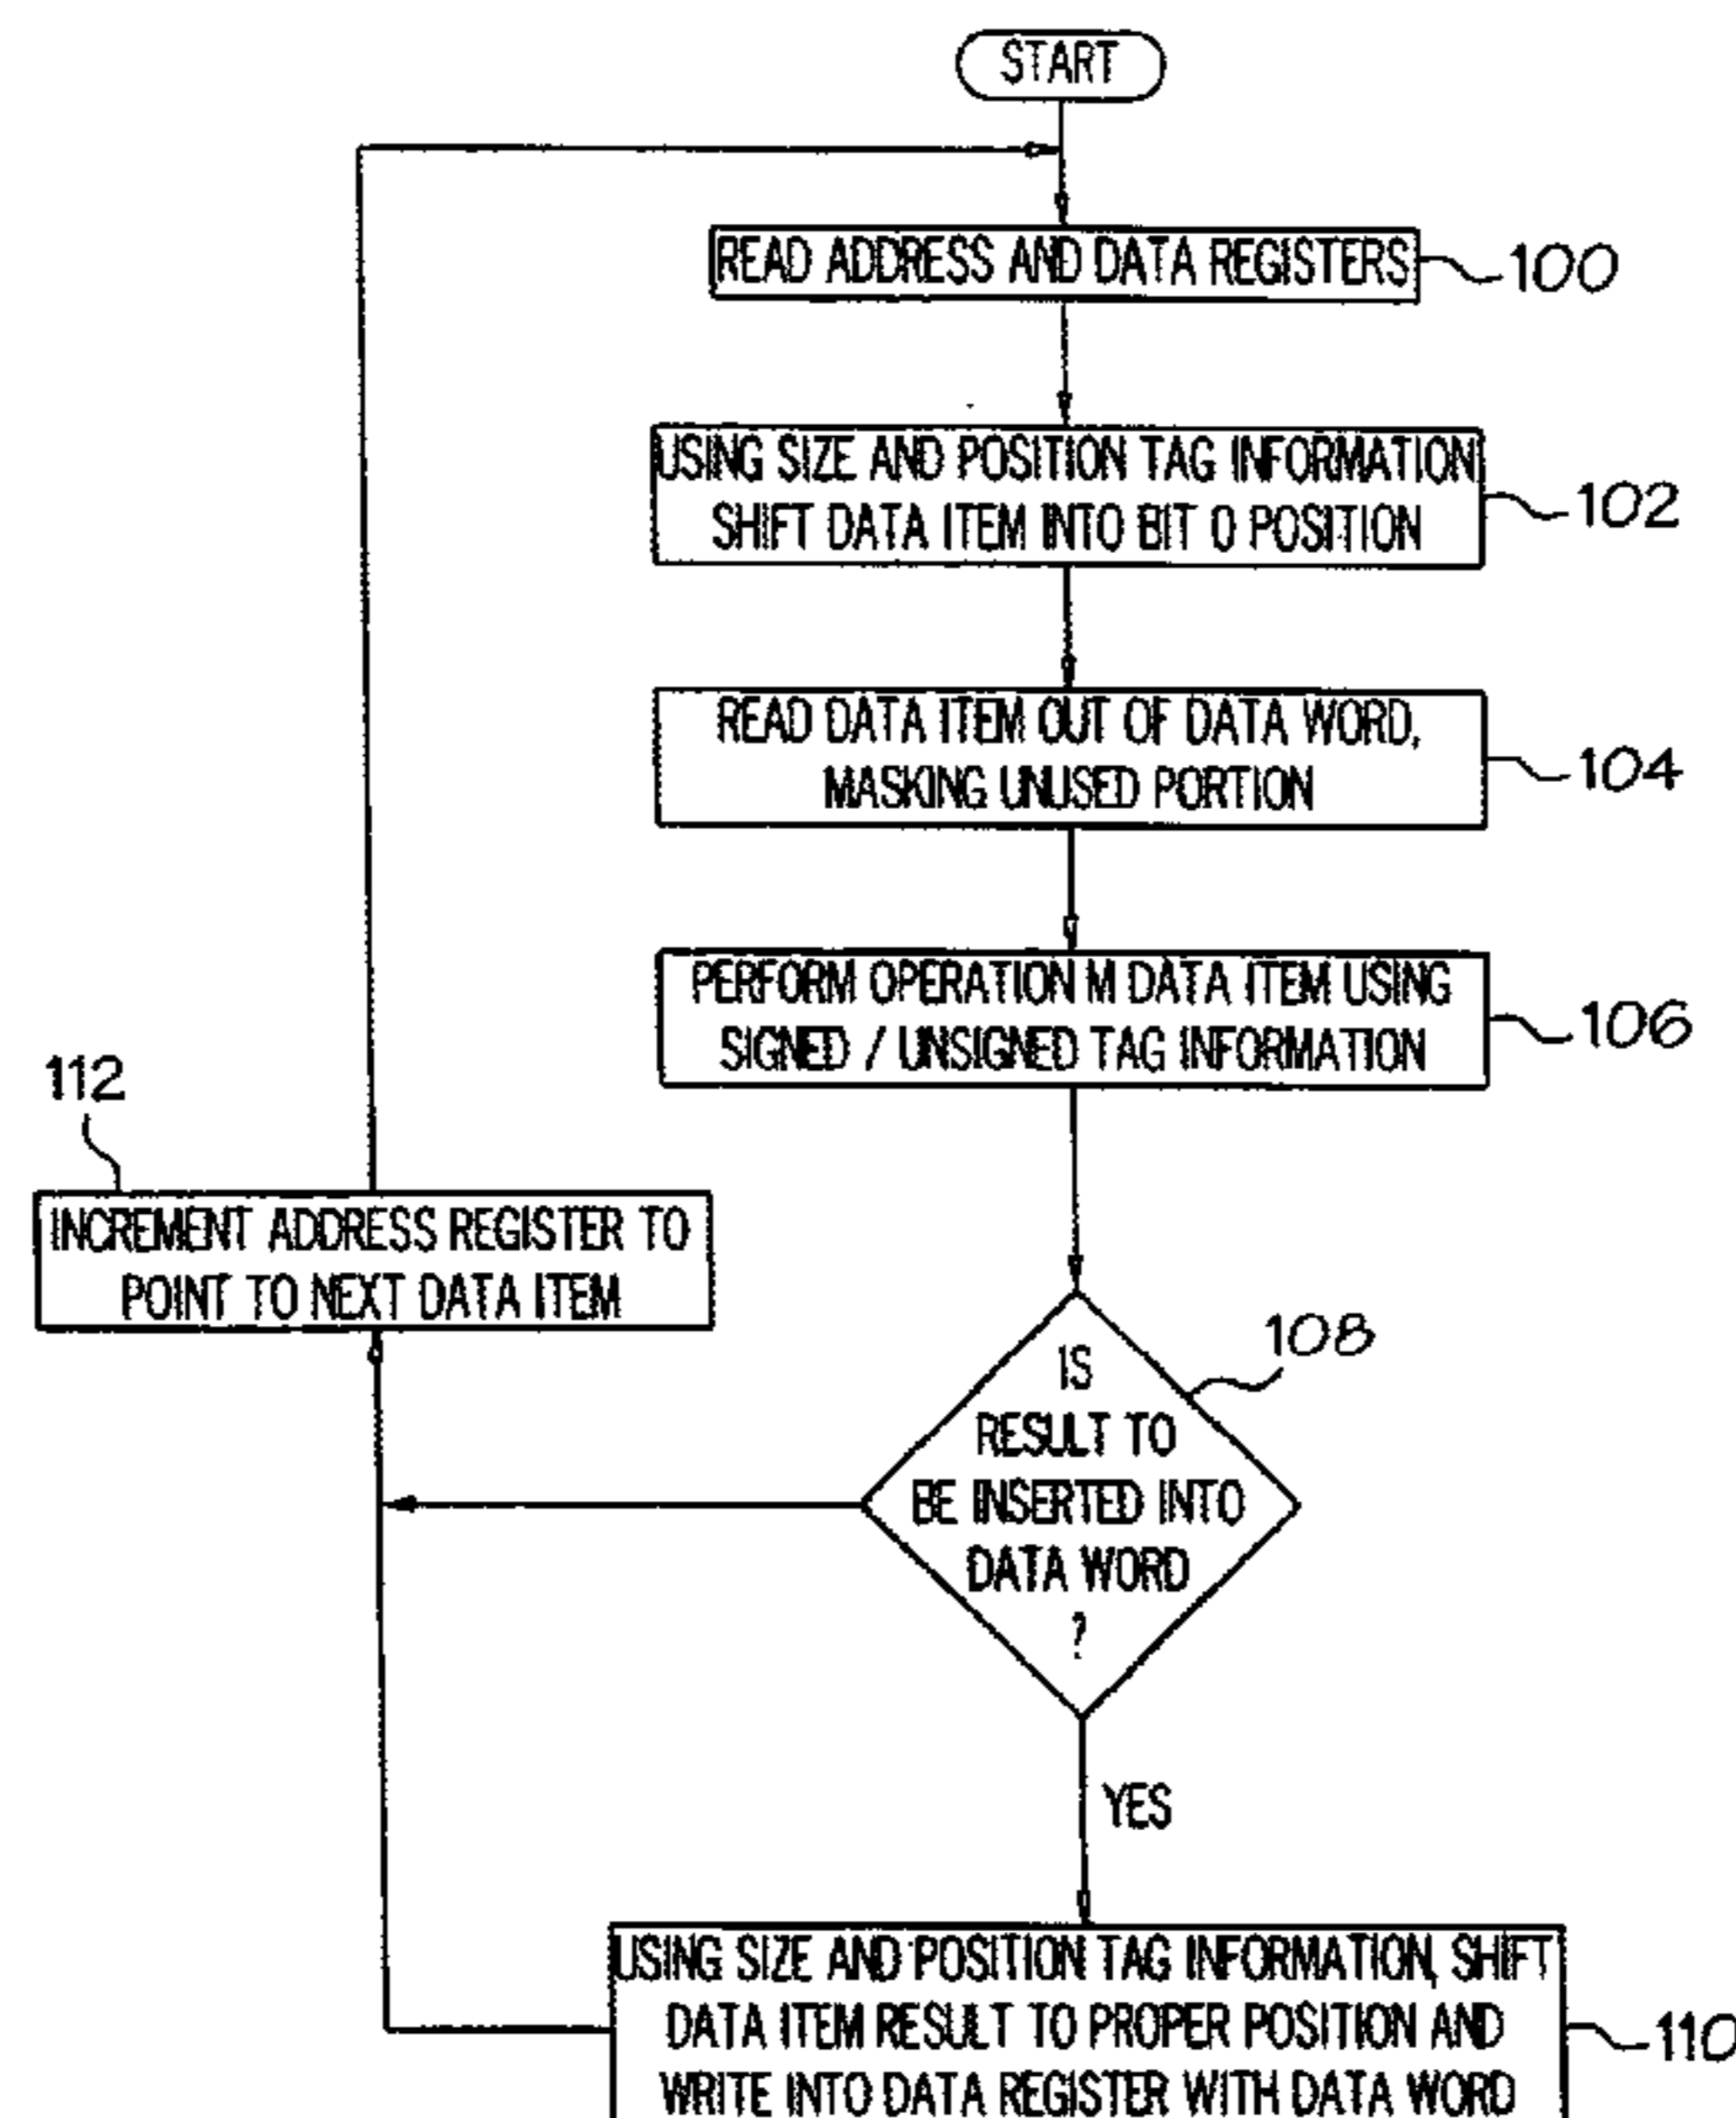 START
READ ADDRESS AND DATA REGISTERS
100
USING SIZE AND POSITION TAG INFORMATION
SHIFT DATA ITEM INTO BIT 0 POSITION
102
READ DATA ITEM OUT OF DATA WORD,
MASKING UNUSED PORTION
104
PERFORM OPERATION M DATA ITEM USING
SIGNED / UNSIGNED TAG INFORMATION
106
112
INCREMENT ADDRESS REGISTER TO
POINT TO NEXT DATA ITEM
108
IS
RESULT TO
BE INSERTED INTO
DATA WORD
?
YES
USING SIZE AND POSITION TAG INFORMATION, SHIFT
DATA ITEM RESULT TO PROPER POSITION AND
WRITE INTO DATA REGISTER WITH DATA WORD
110